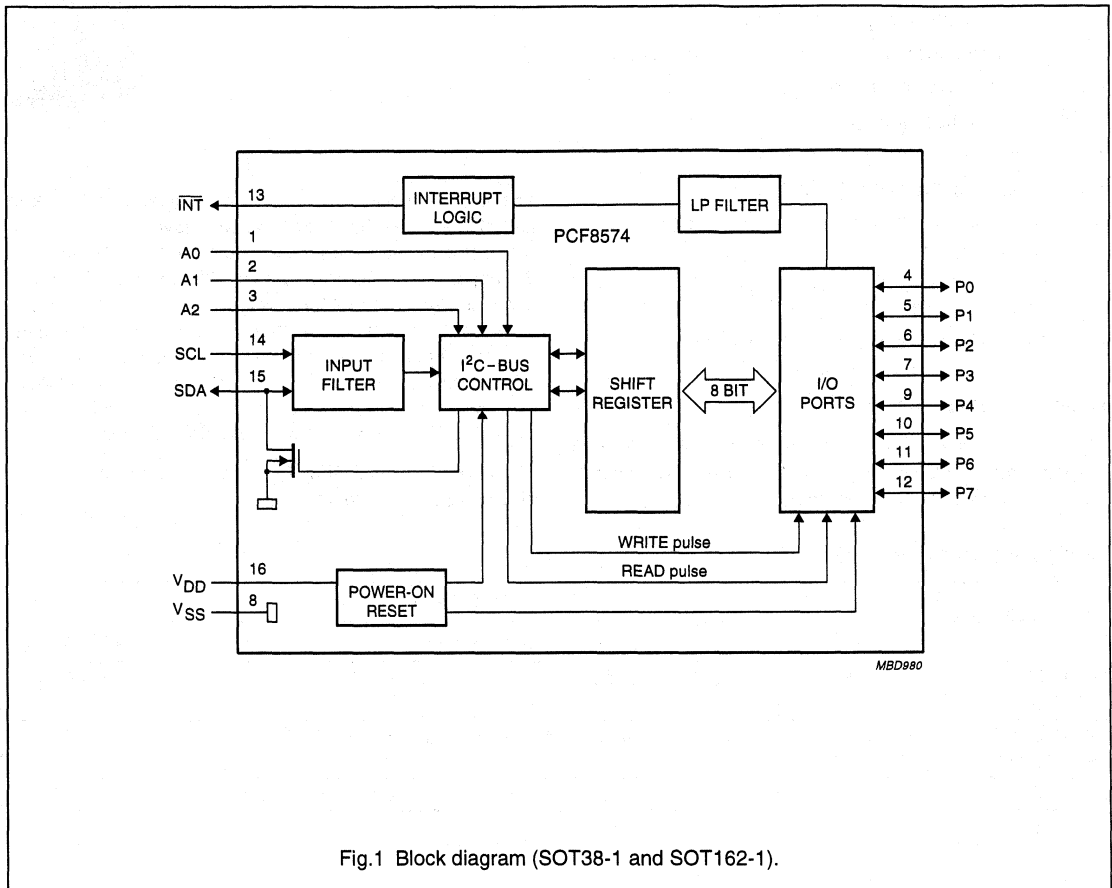 INT
13
INTERRUPT
LOGIC
LP FILTER
PCF8574
A0
1
A1
2
A2
3
SCL
14
SDA
15
INPUT
FILTER
I²C–BUS
CONTROL
SHIFT
REGISTER
8 BIT
I/O
PORTS
4
P0
5
P1
6
P2
7
P3
9
P4
10
P5
11
P6
12
P7
WRITE pulse
READ pulse
VDD
16
VSS
8
POWER-ON
RESET
MBD980
Fig.1 Block diagram (SOT38-1 and SOT162-1).